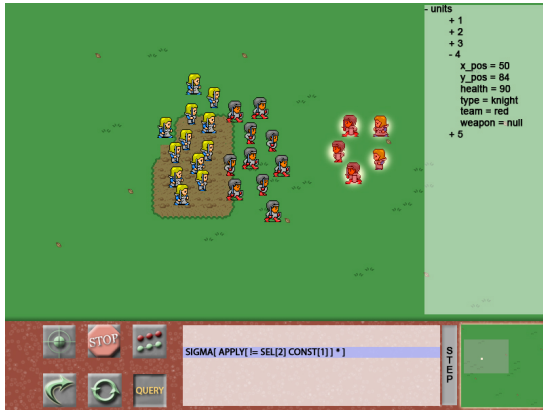 - units
+ 1
+ 2
+ 3
- 4
x_pos = 50
y_pos = 84
health = 90
type = knight
team = red
weapon = null
+ 5
STOP
SIGMA[ APPLY[ != SEL[2] CONST[1] ] * ]
QUERY
STEP